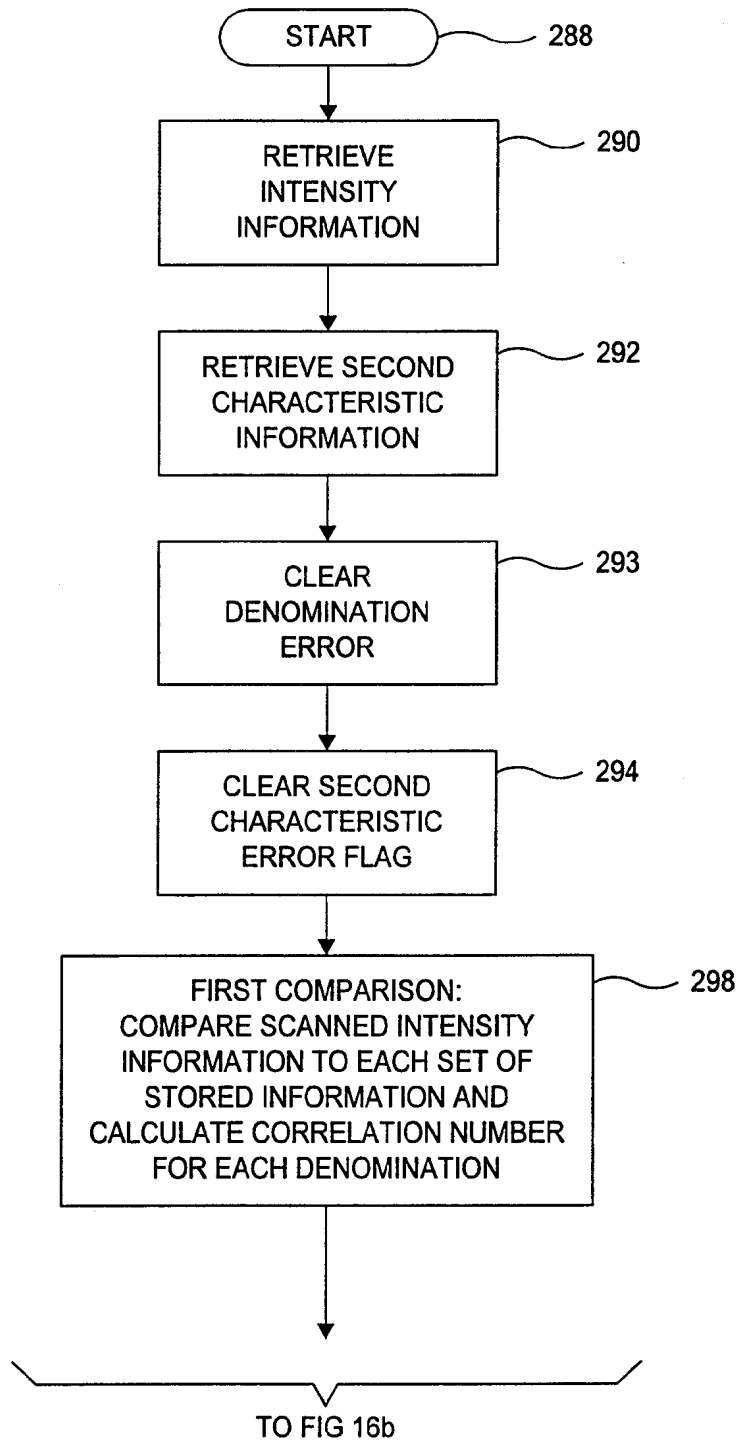 START
288
RETRIEVE
INTENSITY
INFORMATION
290
RETRIEVE SECOND
CHARACTERISTIC
INFORMATION
292
CLEAR
DENOMINATION
ERROR
293
CLEAR SECOND
CHARACTERISTIC
ERROR FLAG
294
FIRST COMPARISON:
COMPARE SCANNED INTENSITY
INFORMATION TO EACH SET OF
STORED INFORMATION AND
CALCULATE CORRELATION NUMBER
FOR EACH DENOMINATION
298
TO FIG 16b